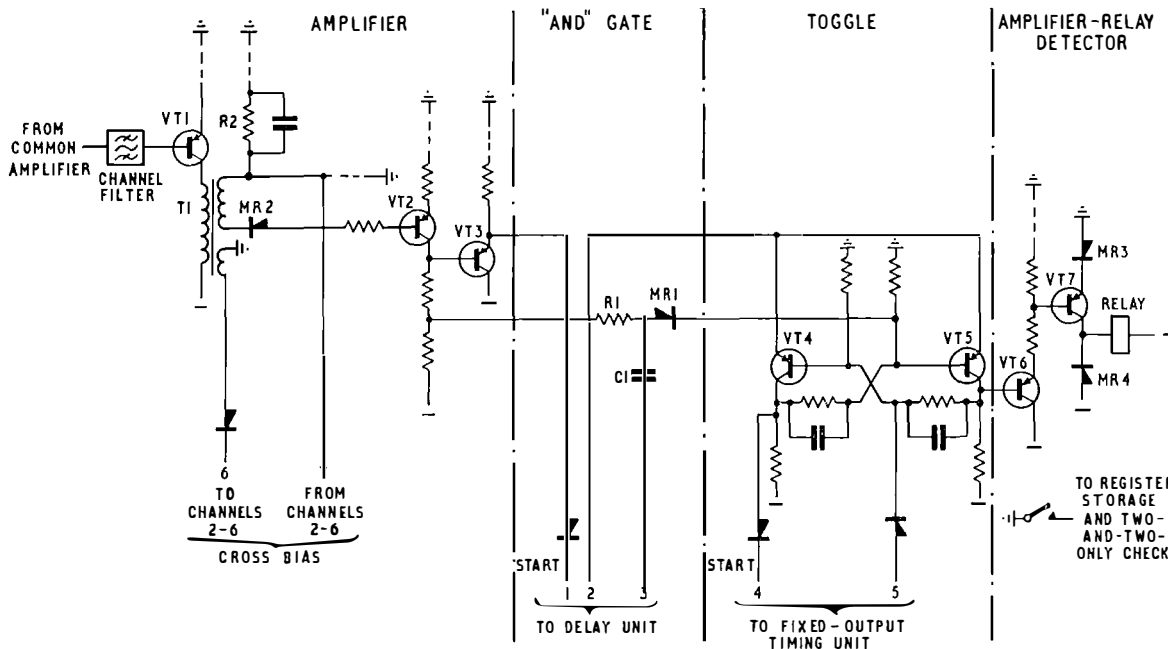 AMPLIFIER
"AND" GATE
TOGGLE
AMPLIFIER-RELAY
DETECTOR
VT1
R2
FROM
COMMON
AMPLIFIER
CHANNEL
FILTER
T1
MR2
VT2
VT3
R1
MR1
C1
VT4
VT5
VT6
VT7
MR3
RELAY
MR4
6
TO
CHANNELS
2-6
FROM
CHANNELS
2-6
CROSS BIAS
START
1
2
3
TO DELAY UNIT
START
4
5
TO FIXED-OUTPUT
TIMING UNIT
TO REGISTER
STORAGE
AND TWO-
AND-TWO-
ONLY CHECK